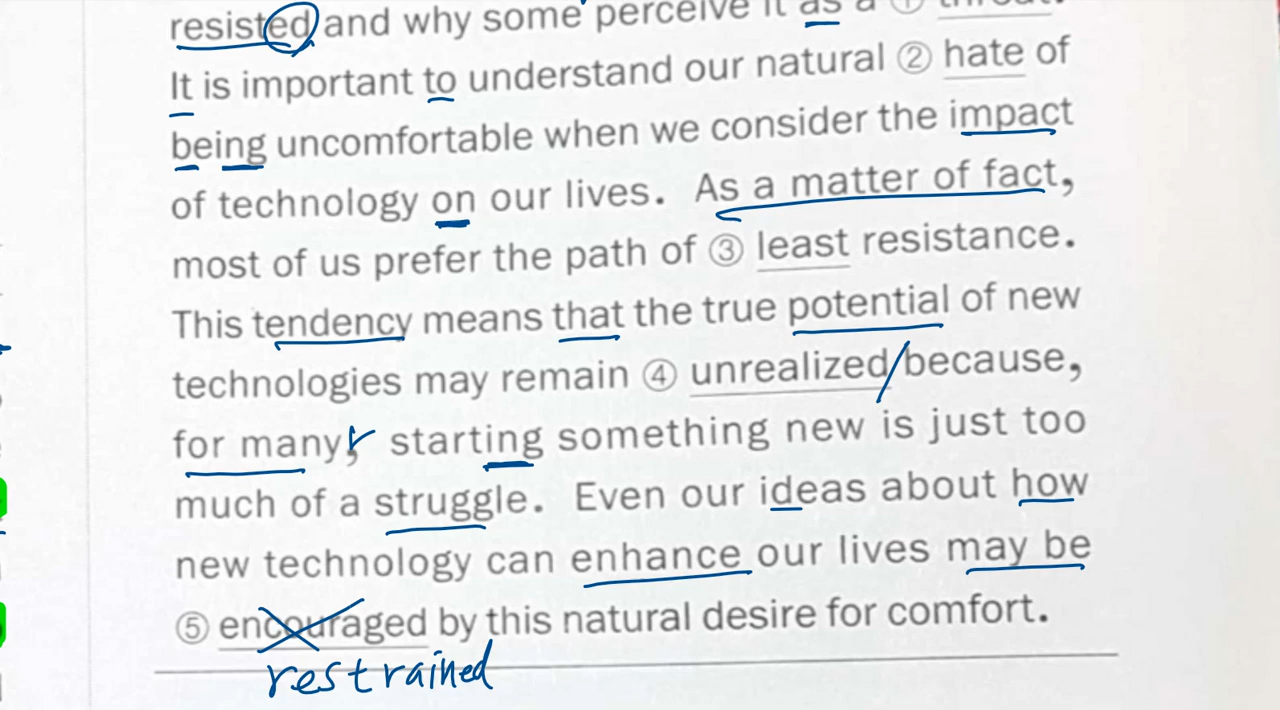 resisted and why some perceive it as a ① threat.
It is important to understand our natural ② hate of
being uncomfortable when we consider the impact
of technology on our lives. As a matter of fact,
most of us prefer the path of ③ least resistance.
This tendency means that the true potential of new
technologies may remain ④ unrealized/because,
for many, starting something new is just too
much of a struggle. Even our ideas about how
new technology can enhance our lives may be
⑤ encouraged by this natural desire for comfort.
restrained